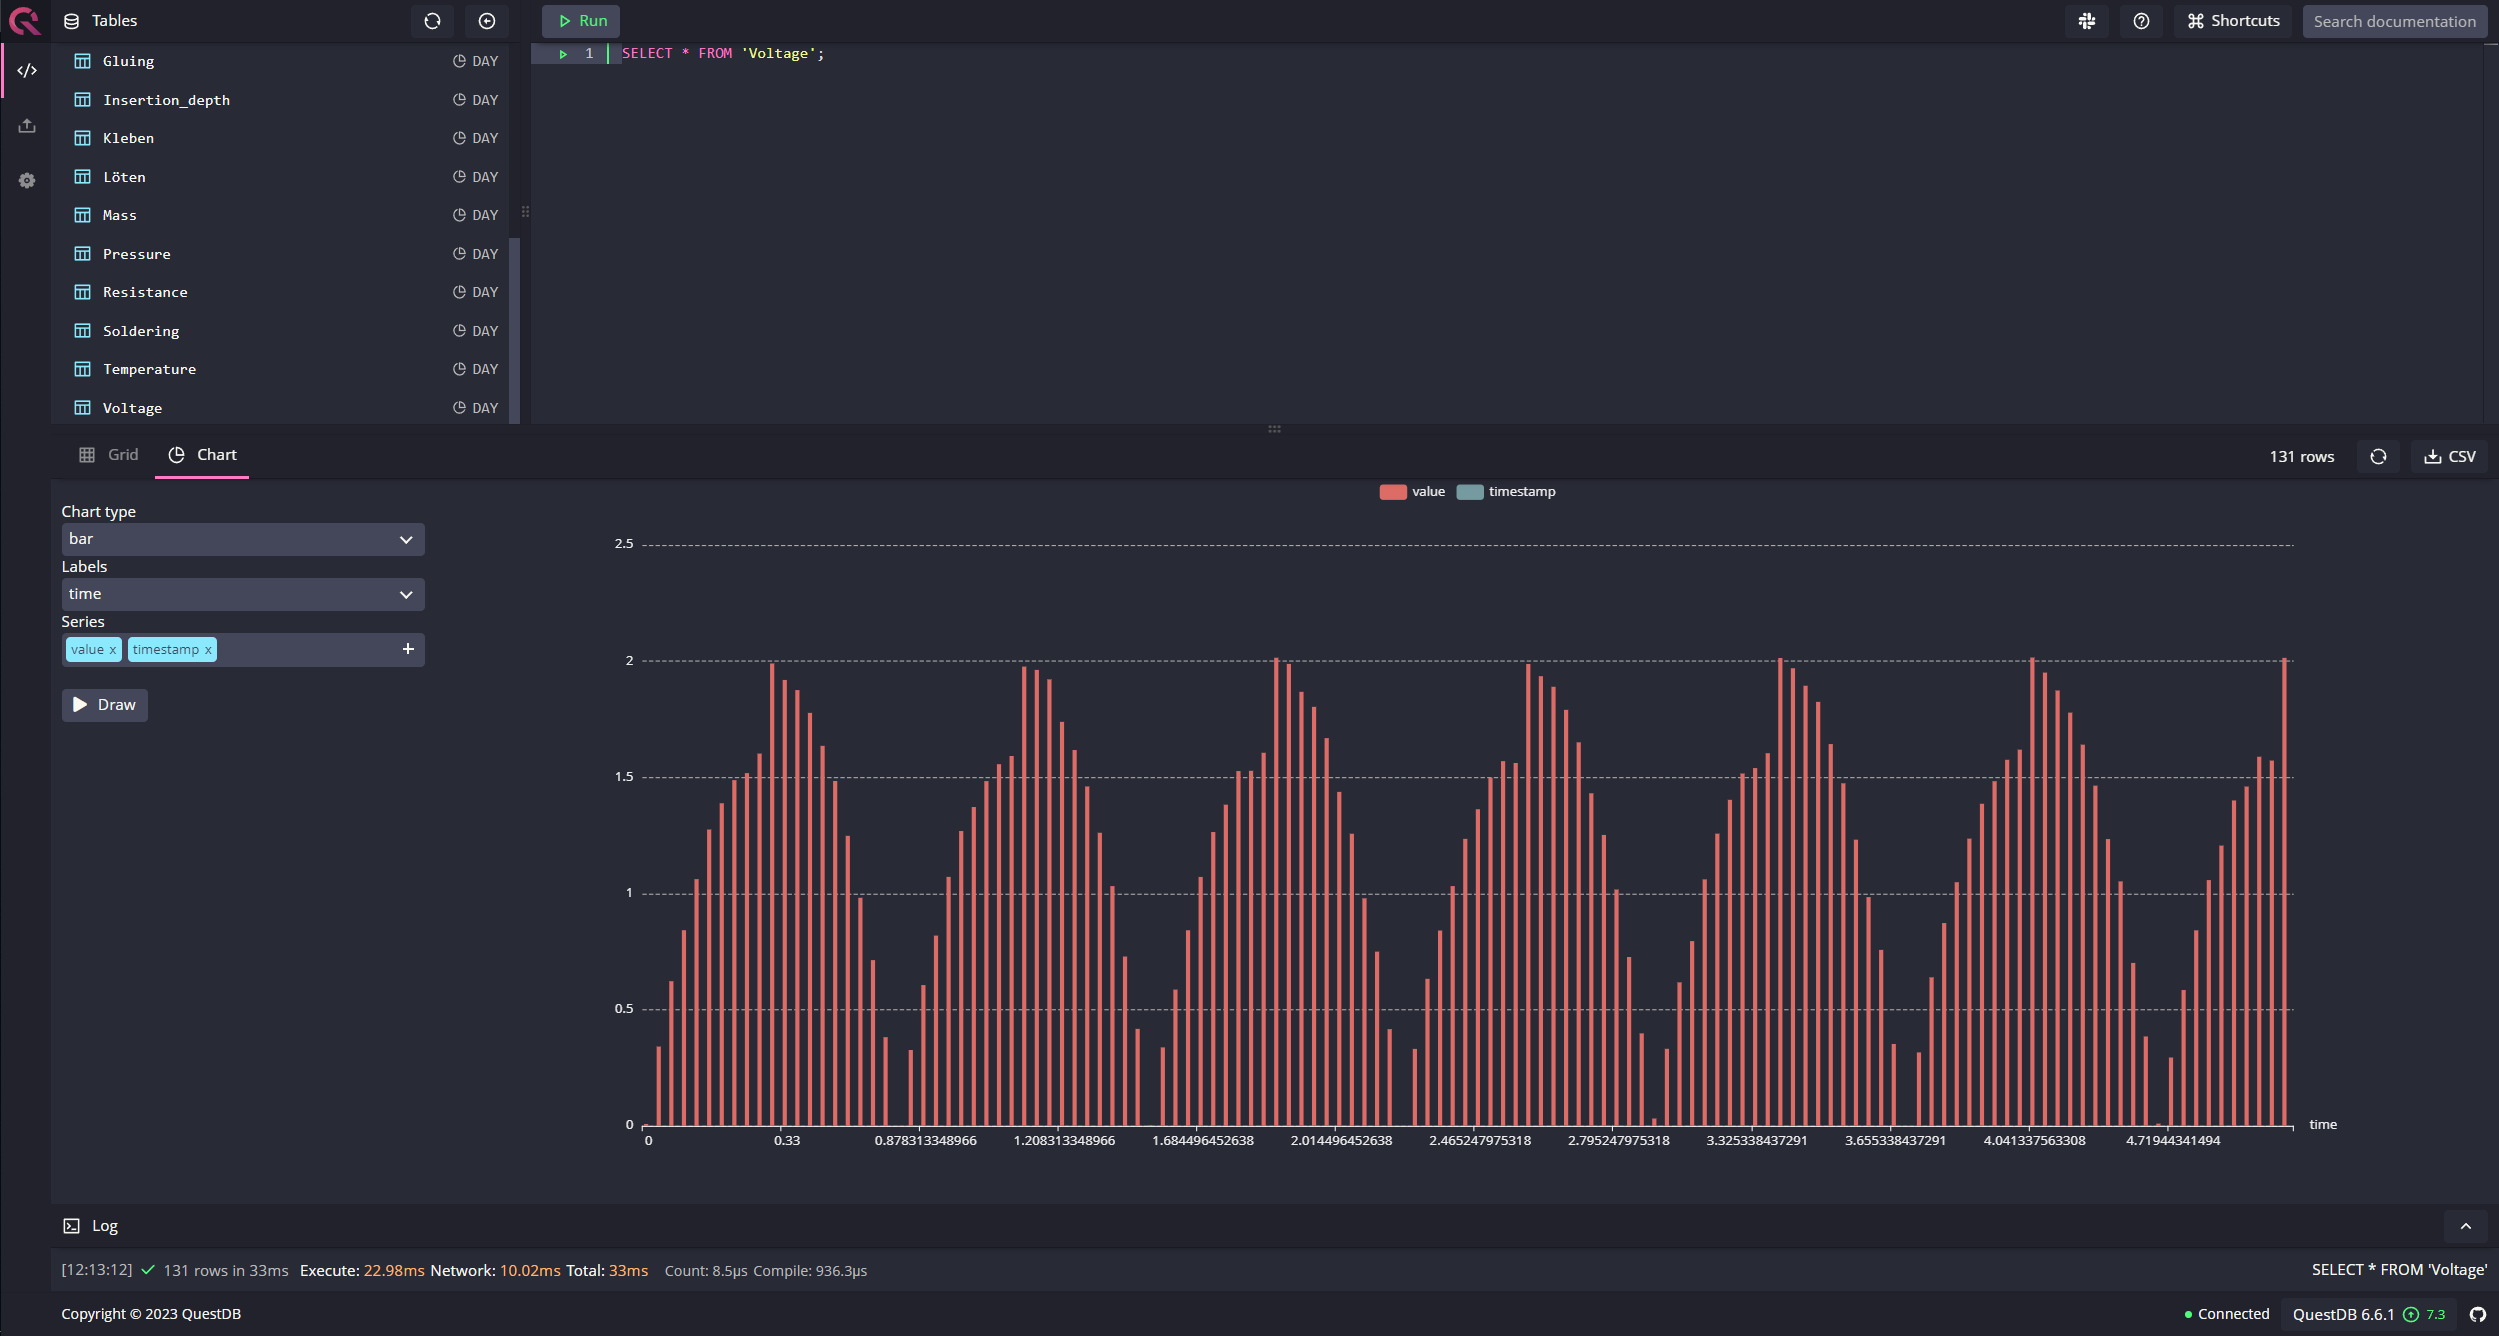 Tables
Run
Shortcuts
Search documentation
Gluing DAY
Insertion_depth DAY
Kleben DAY
Löten DAY
Mass DAY
Pressure DAY
Resistance DAY
Soldering DAY
Temperature DAY
Voltage DAY
1 SELECT * FROM 'Voltage';
Grid Chart
131 rows CSV
Chart type
bar
Labels
time
Series
value x timestamp x
Draw
value timestamp
2.5
2
1.5
1
0.5
0
0 0.33 0.878313348966 1.208313348966 1.684496452638 2.014496452638 2.465247975318 2.795247975318 3.325338437291 3.655338437291 4.041337563308 4.71944341494
time
Log
[12:13:12] 131 rows in 33ms Execute: 22.98ms Network: 10.02ms Total: 33ms Count: 8.5µs Compile: 936.3µs
SELECT * FROM 'Voltage'
Copyright © 2023 QuestDB
Connected QuestDB 6.6.1 7.3